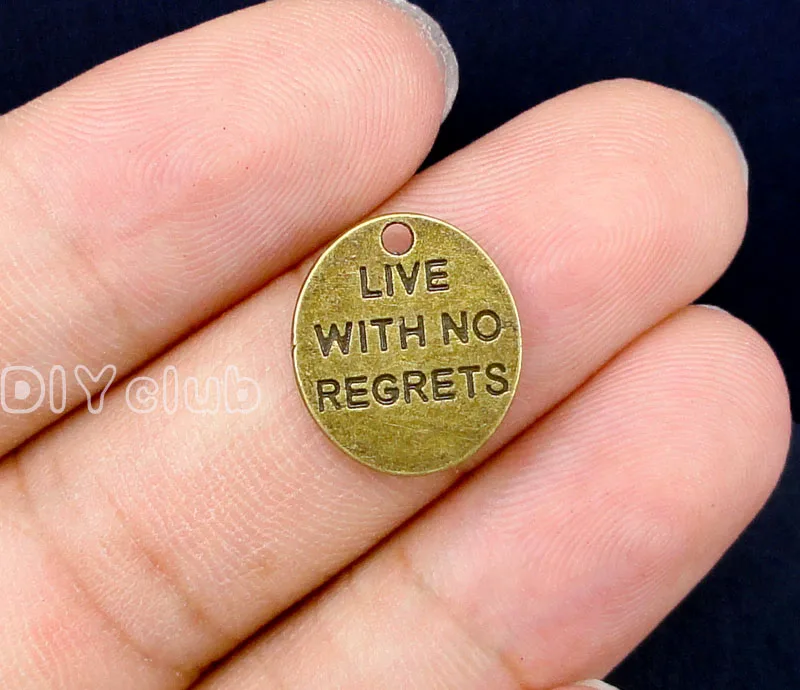 LIVE
WITH NO
REGRETS
DIY club